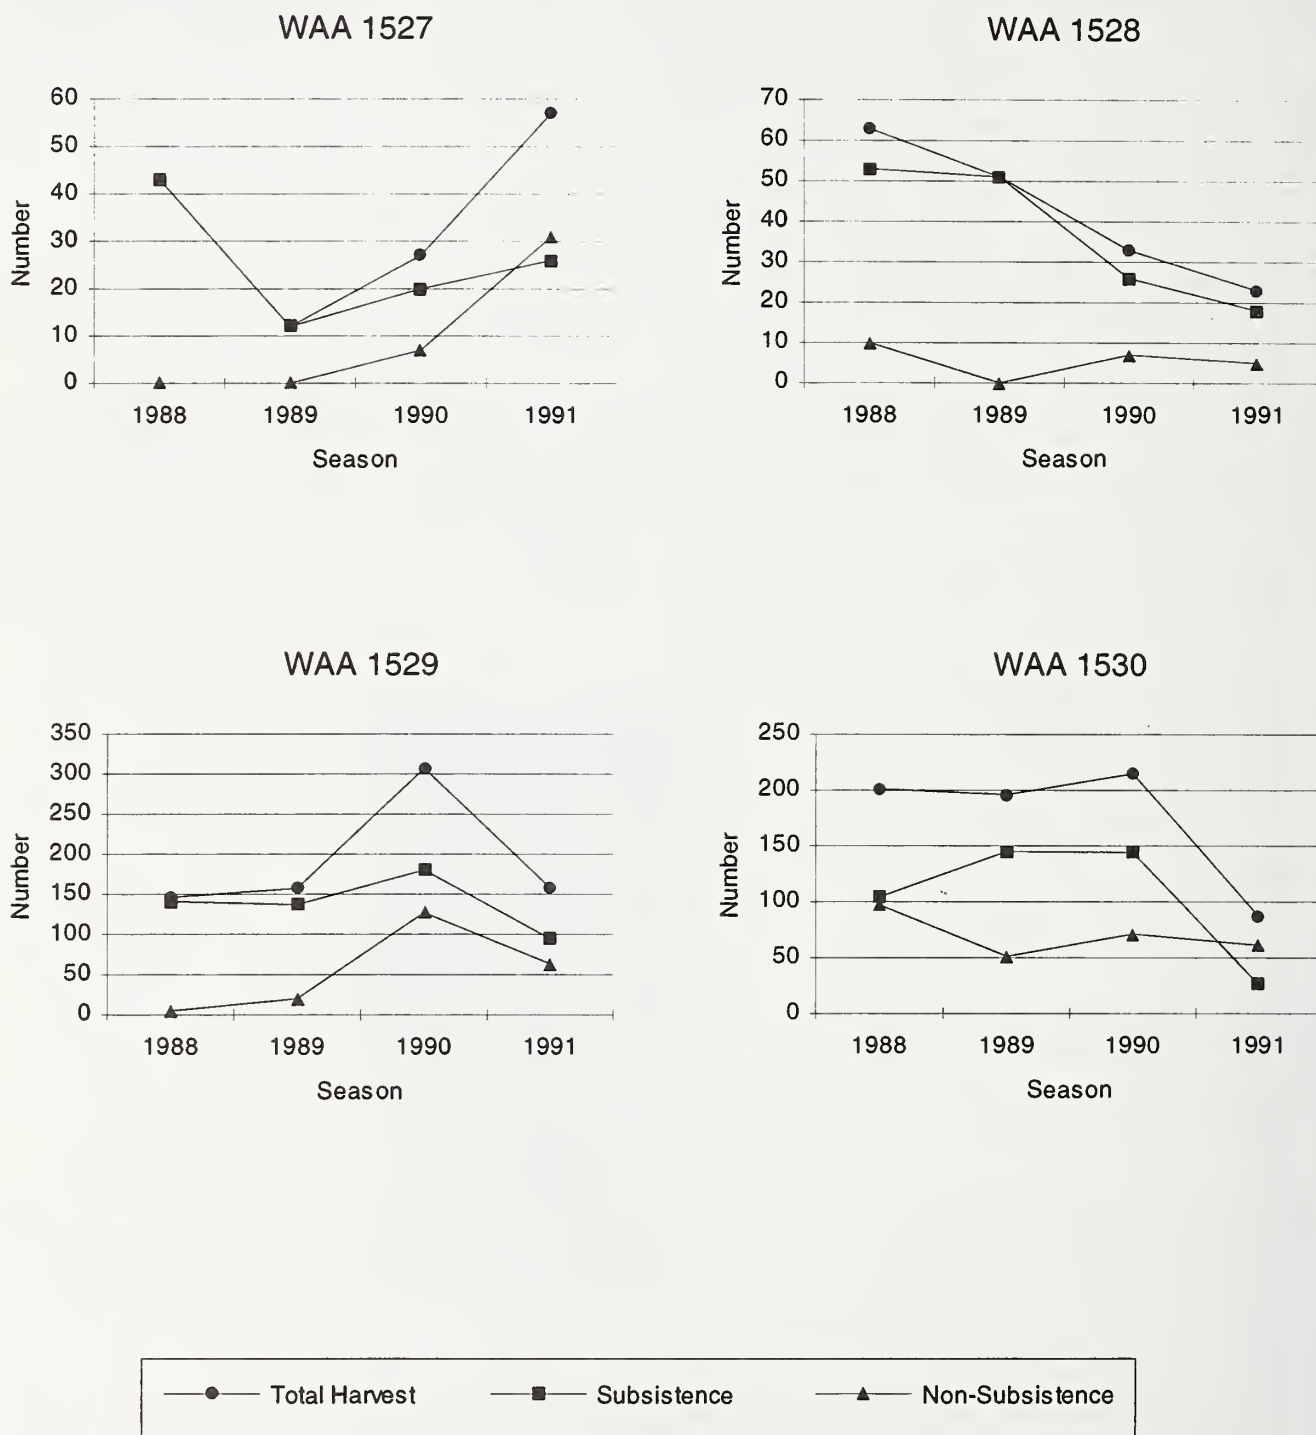 WAA 1527
60
50
40
30
20
10
0
Number
1988 1989 1990 1991
Season
WAA 1528
70
60
50
40
30
20
10
0
Number
1988 1989 1990 1991
Season
WAA 1529
350
300
250
200
150
100
50
0
Number
1988 1989 1990 1991
Season
WAA 1530
250
200
150
100
50
0
Number
1988 1989 1990 1991
Season
Total Harvest Subsistence Non-Subsistence